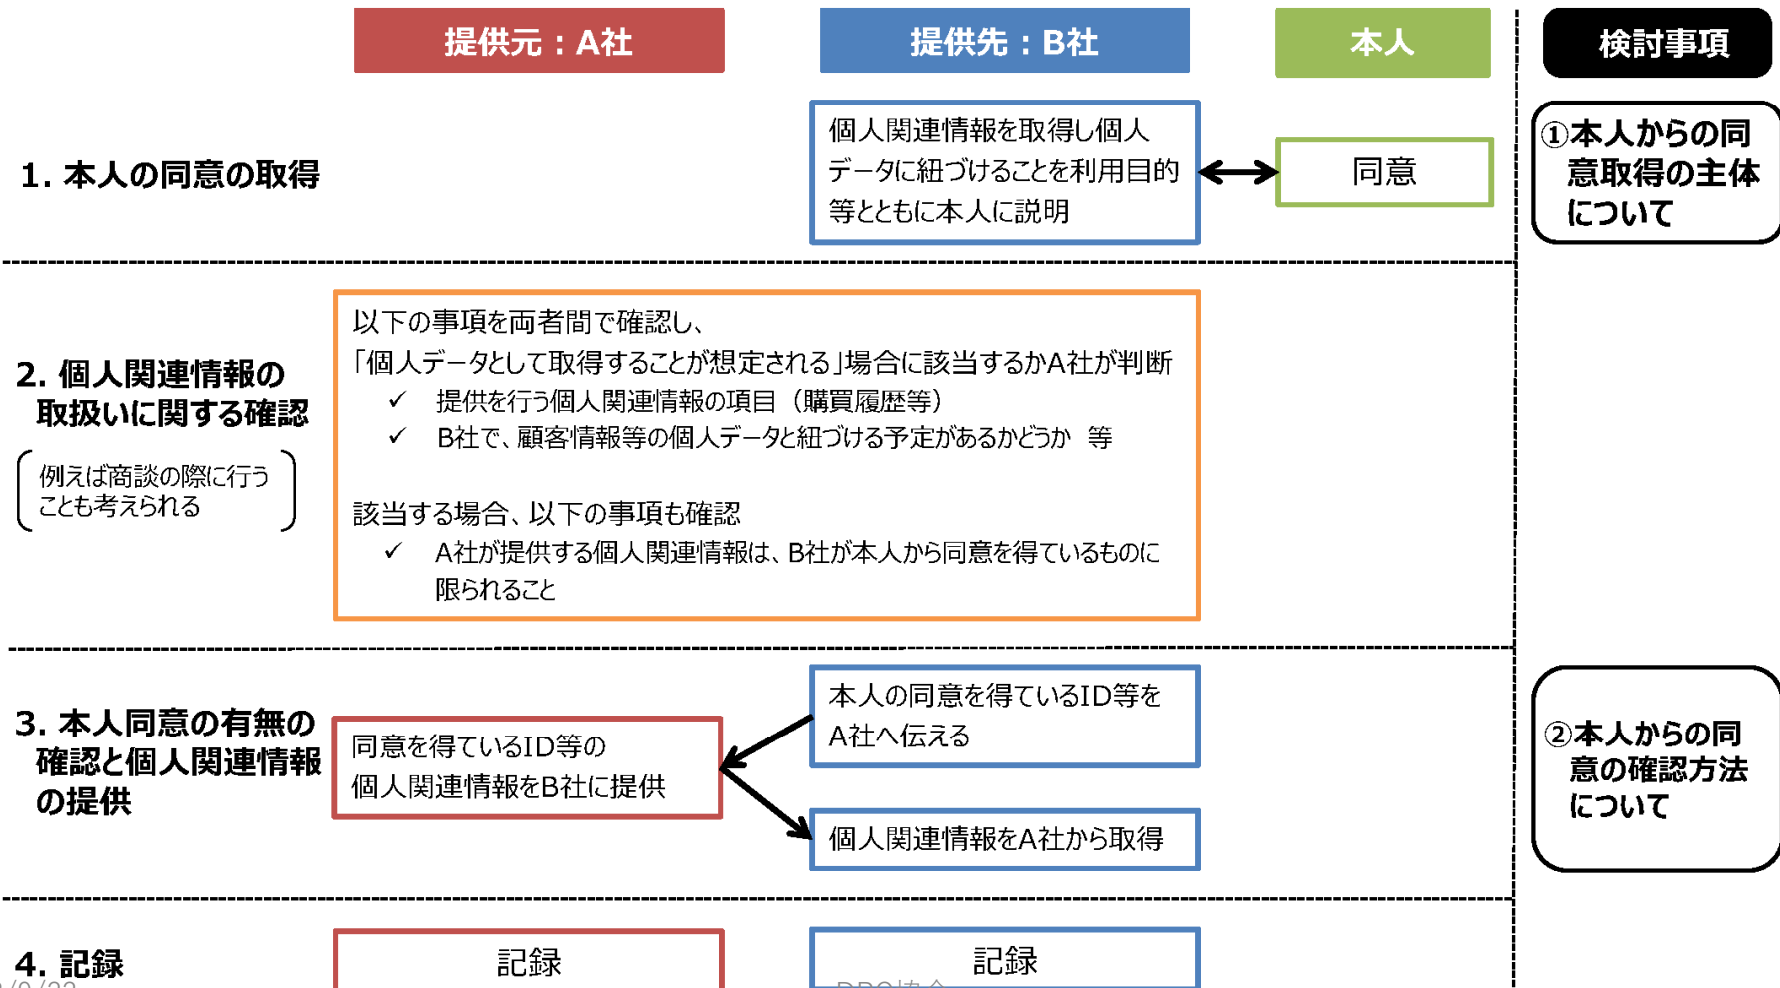 提供元：A社
提供先：B社
本人
検討事項
1. 本人の同意の取得
個人関連情報を取得し個人
データに紐づけることを利用目的
等とともに本人に説明
同意
①本人からの同
意取得の主体
について
2. 個人関連情報の
取扱いに関する確認
例えば商談の際に行う
ことも考えられる
以下の事項を両者間で確認し、
「個人データとして取得することが想定される」場合に該当するかA社が判断
✓ 提供を行う個人関連情報の項目（購買履歴等）
✓ B社で、顧客情報等の個人データと紐づける予定があるかどうか 等
該当する場合、以下の事項も確認
✓ A社が提供する個人関連情報は、B社が本人から同意を得ているものに
限られること
3. 本人同意の有無の
確認と個人関連情報
の提供
同意を得ているID等の
個人関連情報をB社に提供
本人の同意を得ているID等を
A社へ伝える
個人関連情報をA社から取得
②本人からの同
意の確認方法
について
4. 記録
記録
記録